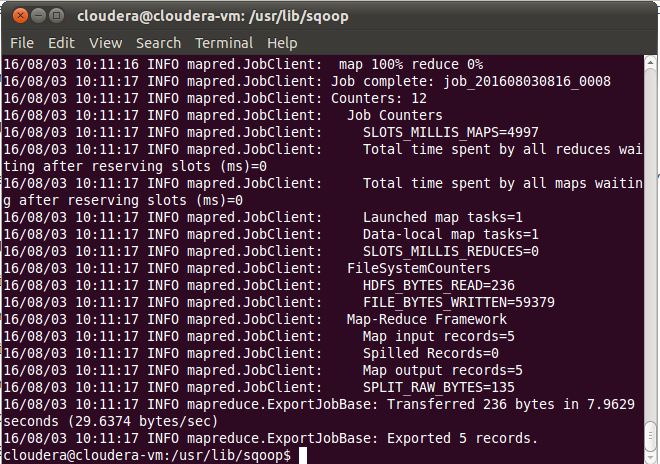 cloudera@cloudera-vm: /usr/lib/sqoop
File Edit View Search Terminal Help
16/08/03 10:11:16 INFO mapred.JobClient:  map 100% reduce 0%
16/08/03 10:11:17 INFO mapred.JobClient: Job complete: job_201608030816_0008
16/08/03 10:11:17 INFO mapred.JobClient: Counters: 12
16/08/03 10:11:17 INFO mapred.JobClient:   Job Counters
16/08/03 10:11:17 INFO mapred.JobClient:     SLOTS_MILLIS_MAPS=4997
16/08/03 10:11:17 INFO mapred.JobClient:     Total time spent by all reduces wai
ting after reserving slots (ms)=0
16/08/03 10:11:17 INFO mapred.JobClient:     Total time spent by all maps waitin
g after reserving slots (ms)=0
16/08/03 10:11:17 INFO mapred.JobClient:     Launched map tasks=1
16/08/03 10:11:17 INFO mapred.JobClient:     Data-local map tasks=1
16/08/03 10:11:17 INFO mapred.JobClient:     SLOTS_MILLIS_REDUCES=0
16/08/03 10:11:17 INFO mapred.JobClient:   FileSystemCounters
16/08/03 10:11:17 INFO mapred.JobClient:     HDFS_BYTES_READ=236
16/08/03 10:11:17 INFO mapred.JobClient:     FILE_BYTES_WRITTEN=59379
16/08/03 10:11:17 INFO mapred.JobClient:   Map-Reduce Framework
16/08/03 10:11:17 INFO mapred.JobClient:     Map input records=5
16/08/03 10:11:17 INFO mapred.JobClient:     Spilled Records=0
16/08/03 10:11:17 INFO mapred.JobClient:     Map output records=5
16/08/03 10:11:17 INFO mapred.JobClient:     SPLIT_RAW_BYTES=135
16/08/03 10:11:17 INFO mapreduce.ExportJobBase: Transferred 236 bytes in 7.9629
seconds (29.6374 bytes/sec)
16/08/03 10:11:17 INFO mapreduce.ExportJobBase: Exported 5 records.
cloudera@cloudera-vm:/usr/lib/sqoop$